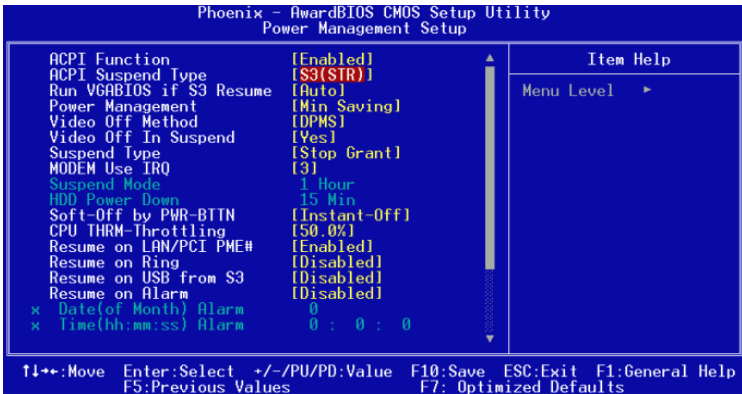 Phoenix - AwardBIOS CMOS Setup Utility
Power Management Setup
ACPI Function [Enabled]
ACPI Suspend Type [S3(STR)]
Run VGABIOS if S3 Resume [Auto]
Power Management [Min Saving]
Video Off Method [DPMS]
Video Off In Suspend [Yes]
Suspend Type [Stop Grant]
MODEM Use IRQ [3]
Suspend Mode 1 Hour
HDD Power Down 15 Min
Soft-Off by PWR-BTTN [Instant-Off]
CPU THRM-Throttling [50.0%]
Resume on LAN/PCI PME# [Enabled]
Resume on Ring [Disabled]
Resume on USB from S3 [Disabled]
Resume on Alarm [Disabled]
x Date(of Month) Alarm 0
x Time(hh:mm:ss) Alarm 0 : 0 : 0
Item Help
Menu Level ►
↑↓→←:Move Enter:Select +/-/PU/PD:Value F10:Save ESC:Exit F1:General Help
F5:Previous Values F7: Optimized Defaults